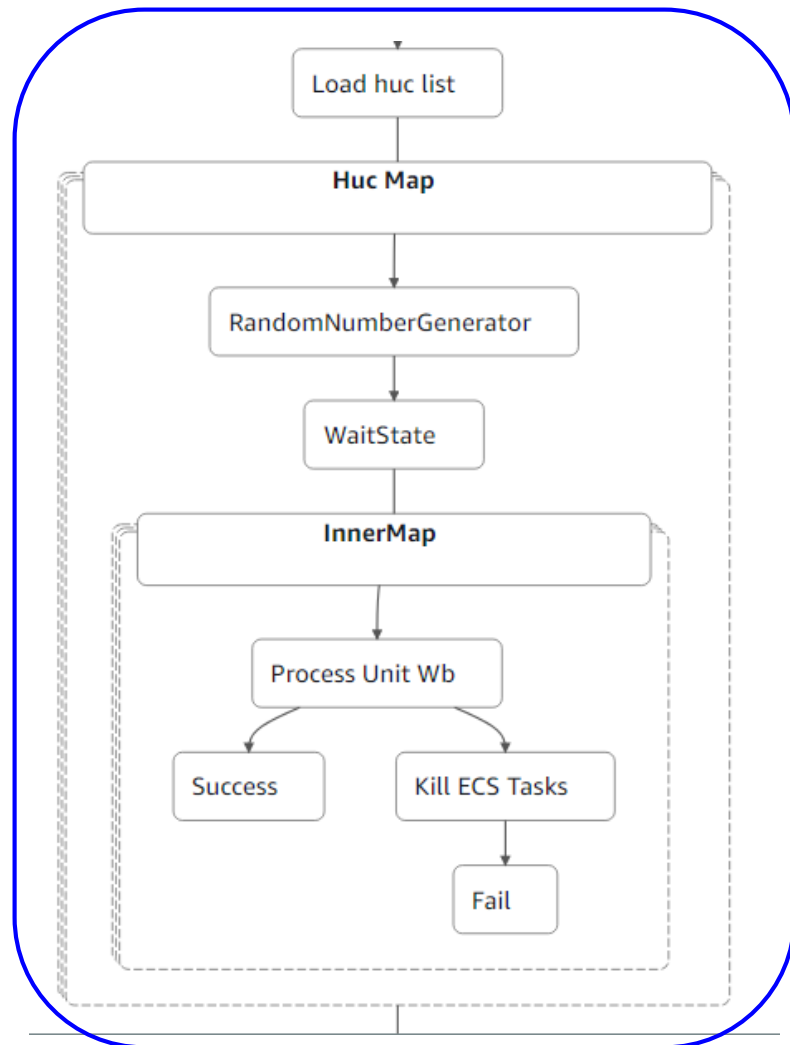 Load huc list
Huc Map
RandomNumberGenerator
WaitState
InnerMap
Process Unit Wb
Success
Kill ECS Tasks
Fail